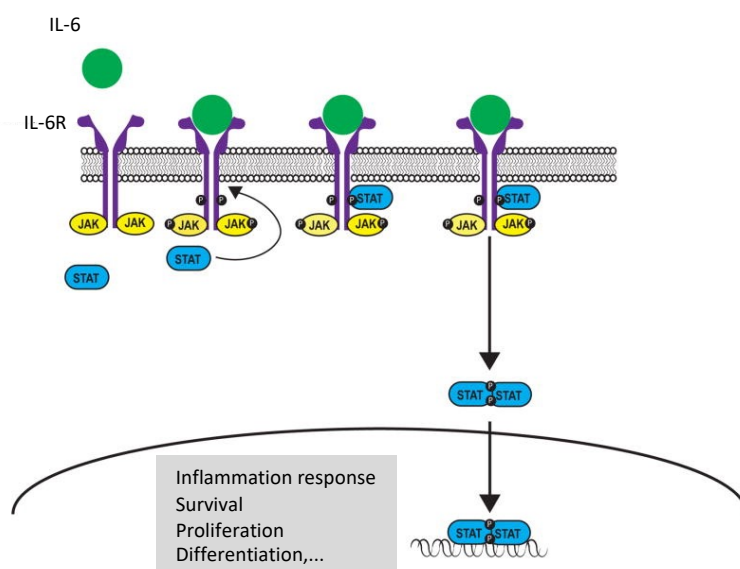 IL-6
IL-6R
P P
STAT
P P
JAK JAK P JAK JAK P P JAK JAK P P JAK JAK P
STAT
P
STAT
STAT
STAT P STAT
P
Inflammation response
Survival
Proliferation
Differentiation,...
STAT P STAT
P